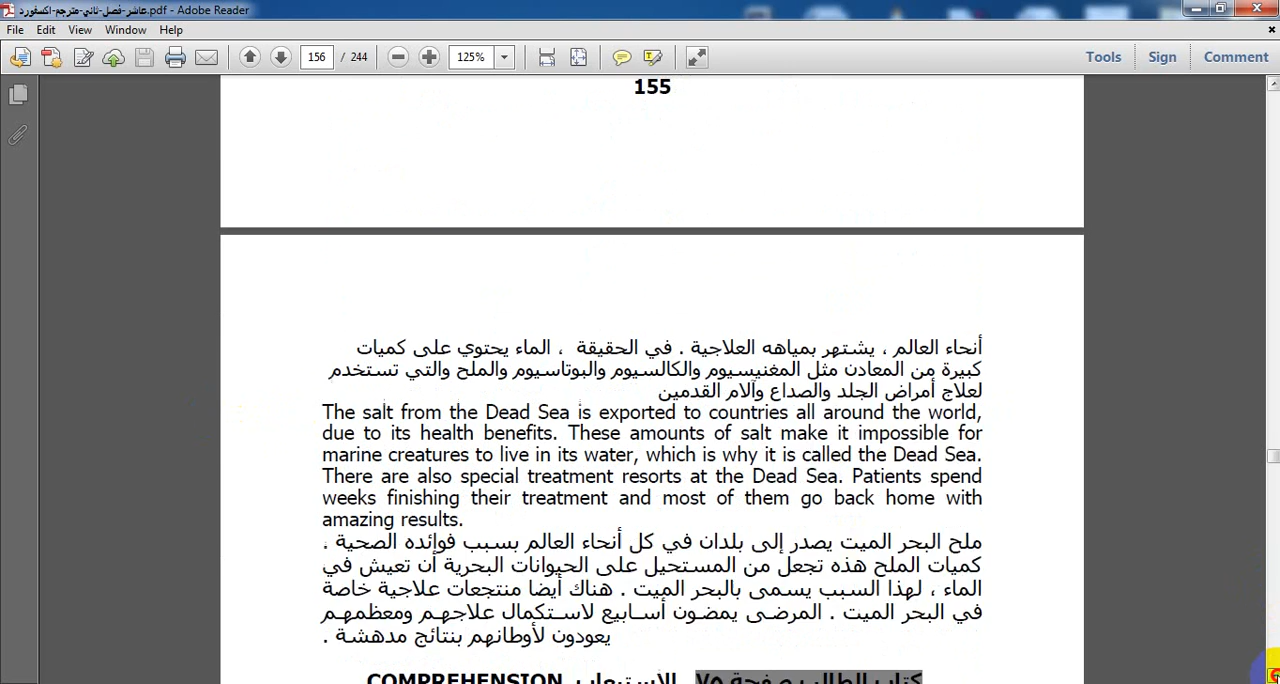 عاشر-فصل-ثاني-مترجم-اكسفورد.pdf - Adobe Reader
File Edit View Window Help
156 / 244 125% Tools Sign Comment
155
أنحاء العالم ، يشتهر بمياهه العلاجية . في الحقيقة ، الماء يحتوي على كميات
كبيرة من المعادن مثل المغنيسيوم والكالسيوم والبوتاسيوم والملح والتي تستخدم
لعلاج أمراض الجلد والصداع وآلام القدمين
The salt from the Dead Sea is exported to countries all around the world,
due to its health benefits. These amounts of salt make it impossible for
marine creatures to live in its water, which is why it is called the Dead Sea.
There are also special treatment resorts at the Dead Sea. Patients spend
weeks finishing their treatment and most of them go back home with
amazing results.
ملح البحر الميت يصدر إلى بلدان في كل أنحاء العالم بسبب فوائده الصحية .
كميات الملح هذه تجعل من المستحيل على الحيوانات البحرية أن تعيش في
الماء ، لهذا السبب يسمى بالبحر الميت . هناك أيضا منتجعات علاجية خاصة
في البحر الميت . المرضى يمضون أسابيع لاستكمال علاجهم ومعظمهم
يعودون لأوطانهم بنتائج مدهشة .
كتاب الطالب صفحة ٧٥ الاستيعاب COMPREHENSION